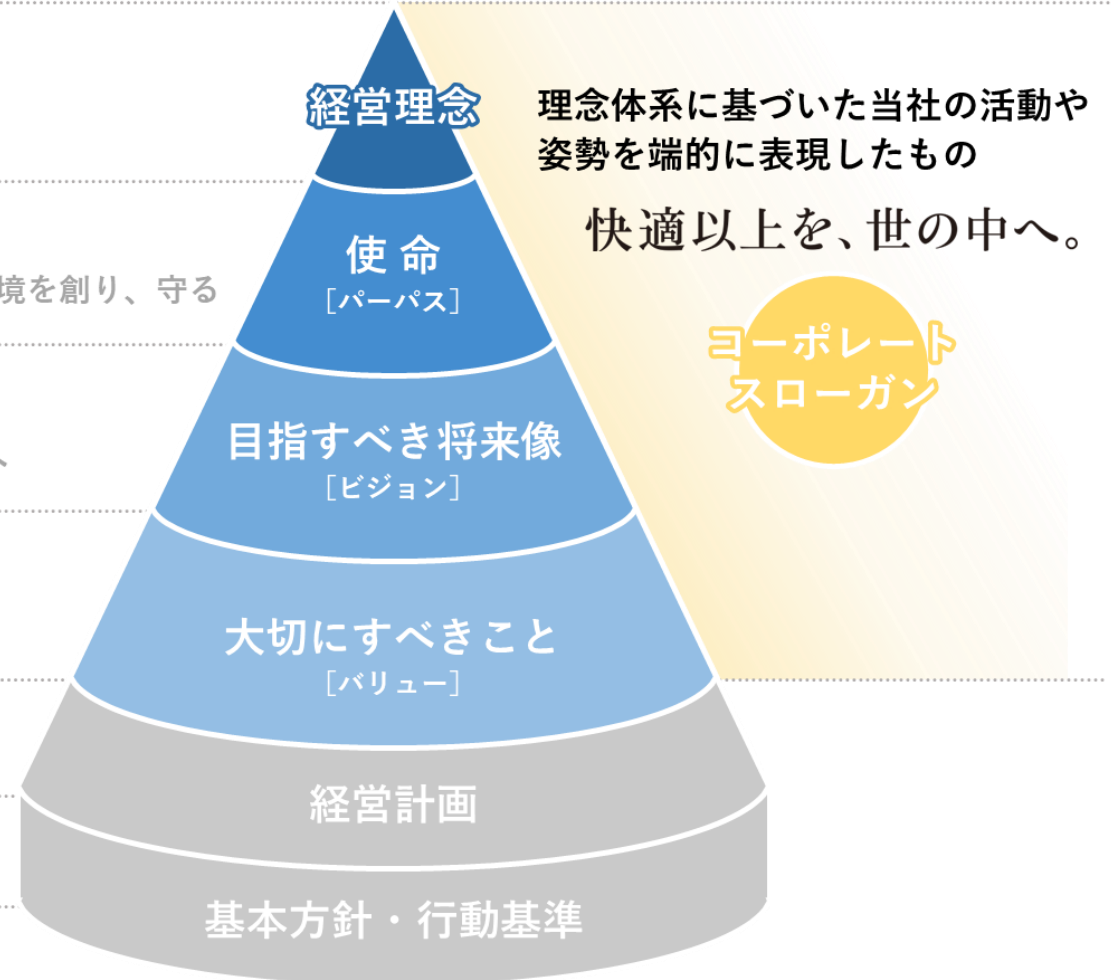 経営理念
理念体系に基づいた当社の活動や
姿勢を端的に表現したもの
快適以上を、世の中へ。
使命
[パーパス]
境を創り、守る
コーポレート
スローガン
目指すべき将来像
[ビジョン]
大切にすべきこと
[バリュー]
経営計画
基本方針・行動基準